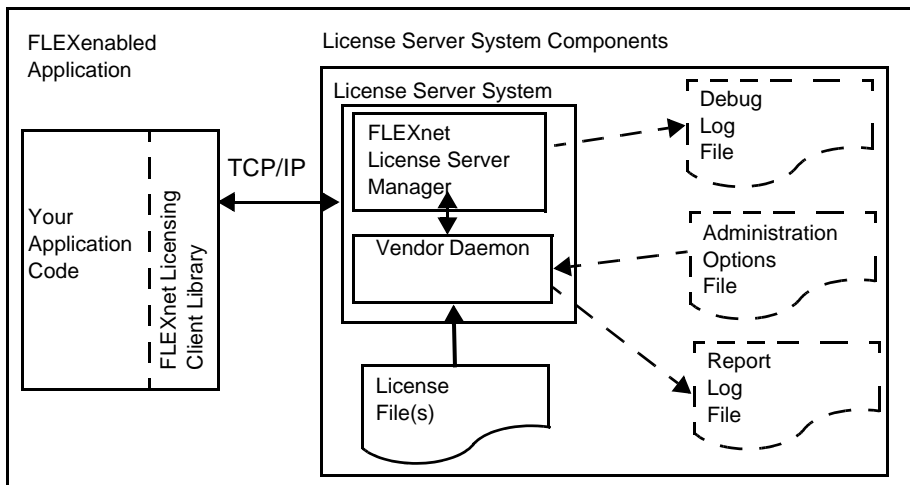 FLEXenabled
Application
License Server System Components
License Server System
Your
Application
Code
FLEXnet Licensing
Client Library
TCP/IP
FLEXnet
License Server
Manager
Vendor Daemon
License
File(s)
Debug
Log
File
Administration
Options
File
Report
Log
File